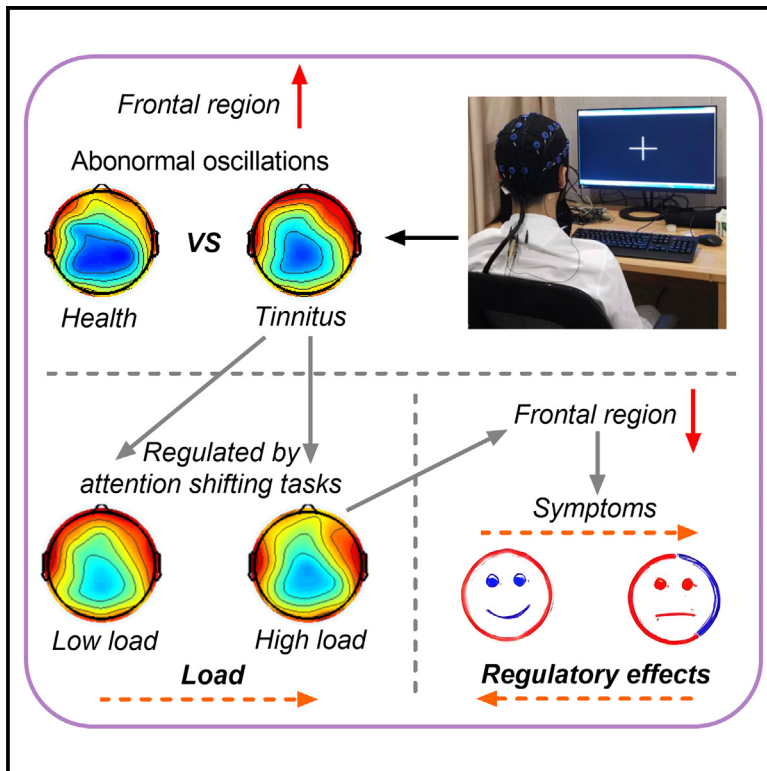 Frontal region
Abonormal oscillations
VS
Health
Tinnitus
Regulated by
attention shifting tasks
Low load
High load
Load
Frontal region
Symptoms
Regulatory effects